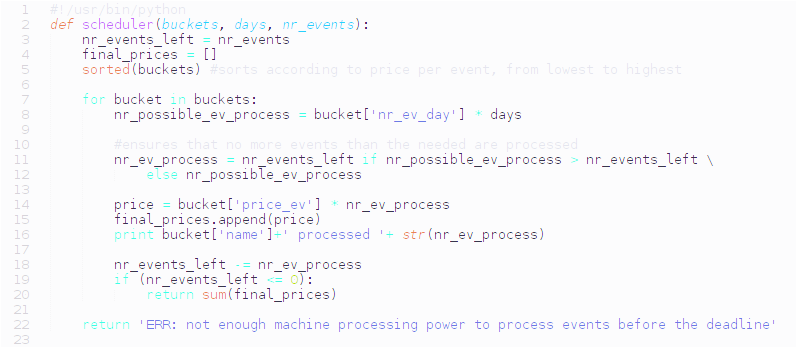 1 #!/usr/bin/python
2 def scheduler(buckets, days, nr_events):
3     nr_events_left = nr_events
4     final_prices = []
5     sorted(buckets) #sorts according to price per event, from lowest to highest
6
7     for bucket in buckets:
8         nr_possible_ev_process = bucket['nr_ev_day'] * days
9
10         #ensures that no more events than the needed are processed
11         nr_ev_process = nr_events_left if nr_possible_ev_process > nr_events_left \
12             else nr_possible_ev_process
13
14         price = bucket['price_ev'] * nr_ev_process
15         final_prices.append(price)
16         print bucket['name']+' processed '+ str(nr_ev_process)
17
18         nr_events_left -= nr_ev_process
19         if (nr_events_left <= 0):
20             return sum(final_prices)
21
22     return 'ERR: not enough machine processing power to process events before the deadline'
23